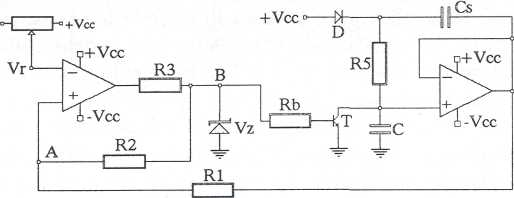 +Vcc
Cs
+Vcc
D
Vr
+Vcc
R3
B
R5
+Vcc
−
+
-Vcc
Vz
Rb
T
C
−
+
-Vcc
A
R2
R1